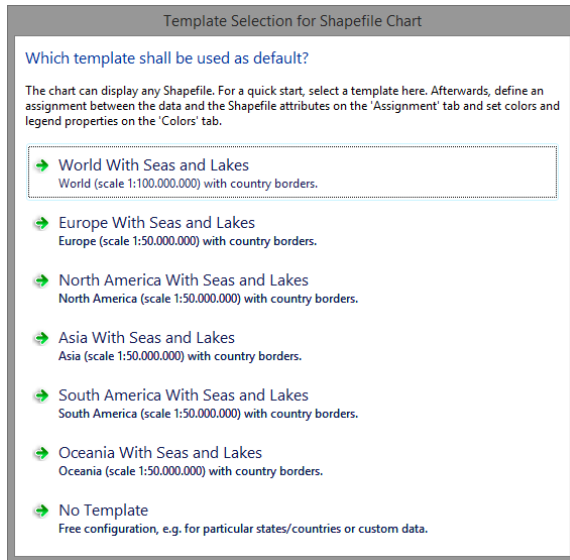 Template Selection for Shapefile Chart
Which template shall be used as default?
The chart can display any Shapefile. For a quick start, select a template here. Afterwards, define an
assignment between the data and the Shapefile attributes on the 'Assignment' tab and set colors and
legend properties on the 'Colors' tab.
World With Seas and Lakes
World (scale 1:100.000.000) with country borders.
Europe With Seas and Lakes
Europe (scale 1:50.000.000) with country borders.
North America With Seas and Lakes
North America (scale 1:50.000.000) with country borders.
Asia With Seas and Lakes
Asia (scale 1:50.000.000) with country borders.
South America With Seas and Lakes
South America (scale 1:50.000.000) with country borders.
Oceania With Seas and Lakes
Oceania (scale 1:50.000.000) with country borders.
No Template
Free configuration, e.g. for particular states/countries or custom data.